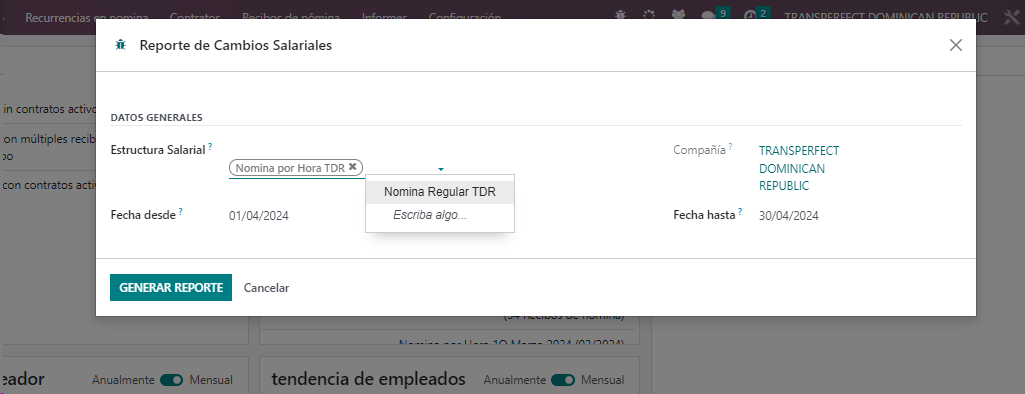 Recurrencias en nomina Contratos Recibos de nómina Informes Configuración 9 2 TRANSPERFECT DOMINICAN REPUBLIC
Reporte de Cambios Salariales
in contratos activo
con múltiples recib
po
con contratos activ
DATOS GENERALES
Estructura Salarial ?
Nomina por Hora TDR
Nomina Regular TDR
Escriba algo...
Compañía ?
TRANSPERFECT
DOMINICAN
REPUBLIC
Fecha desde ? 01/04/2024
Fecha hasta ? 30/04/2024
GENERAR REPORTE Cancelar
(54 Recibos de nómina)
Nomina por Hora 1Q Marzo 2024 (03/2024)
eador Anualmente Mensual
tendencia de empleados Anualmente Mensual